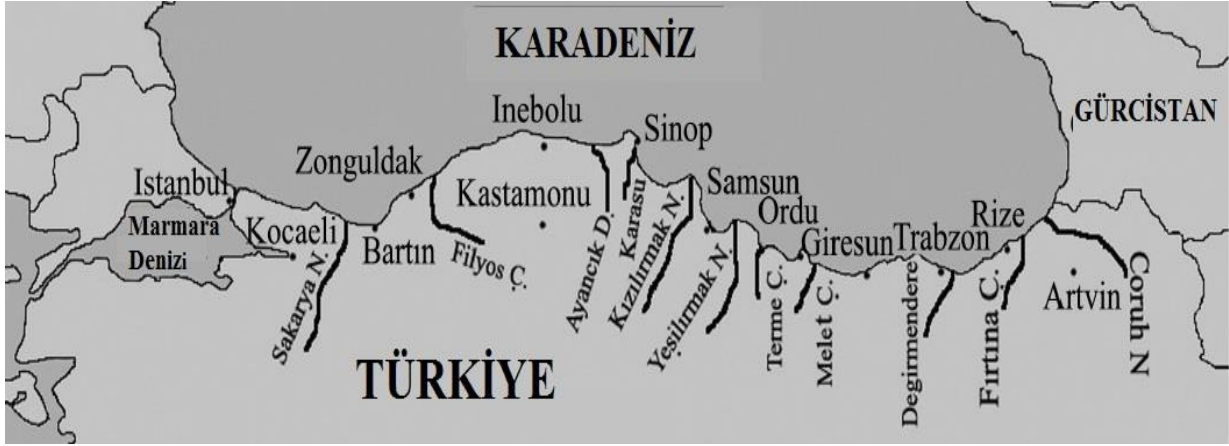 KARADENİZ
GÜRCİSTAN
Inebolu
Sinop
Zonguldak
Istanbul
Kastamonu
Samsun
Marmara
Denizi
Kocaeli
Bartın
Ordu
Giresun
Trabzon
Rize
Artvin
Sakarya N.
Filyos Ç.
Ayancık D.
Karasu
Kızılırmak N.
Yeşilırmak N.
Terme Ç.
Melet Ç.
Degirmendere
Fırtına Ç.
Coruh N
TÜRKİYE